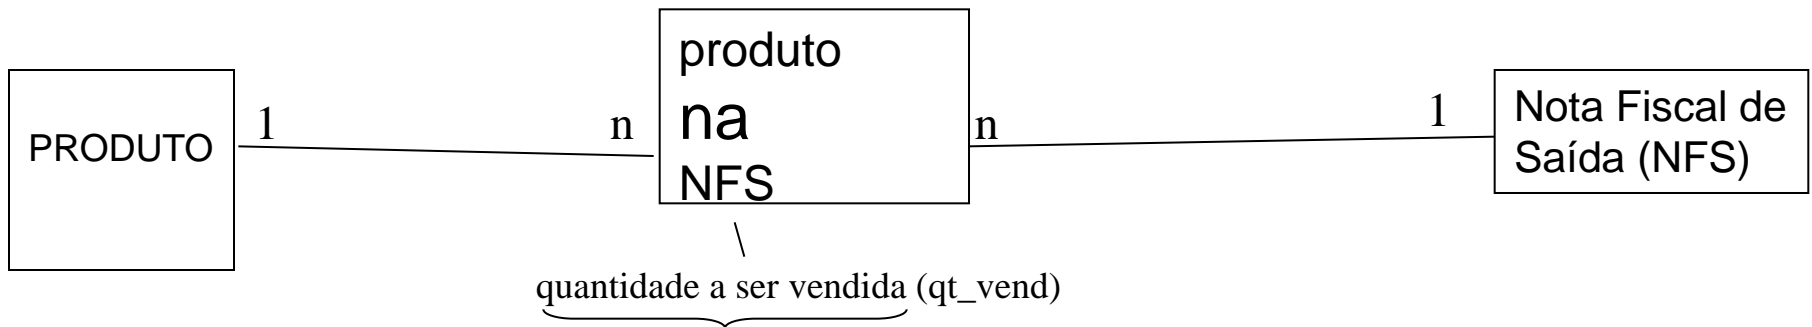 PRODUTO
1
n
produto
na
NFS
n
1
Nota Fiscal de
Saída (NFS)
quantidade a ser vendida (qt_vend)